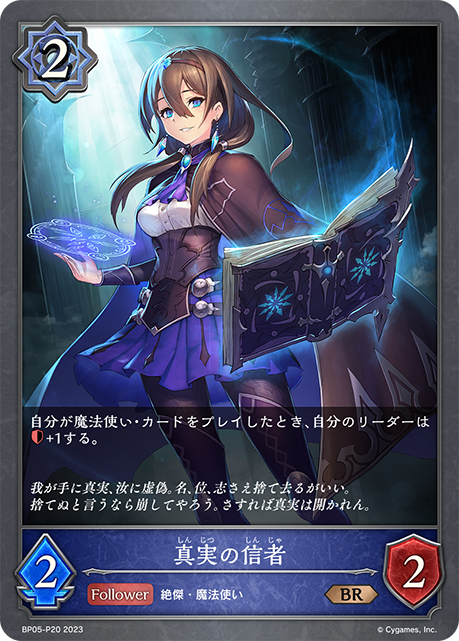 2
自分が魔法使い・カードをプレイしたとき、自分のリーダーは
+1する。
我が手に真実、汝に虚偽。名、位、志さえ捨て去るがいい。
捨てぬと言うなら崩してやろう。さすれば真実は開かれん。
しんじつ しんじゃ
真実の信者
2
Follower 絶傑・魔法使い BR
2
BP05-P20 2023 © Cygames, Inc.